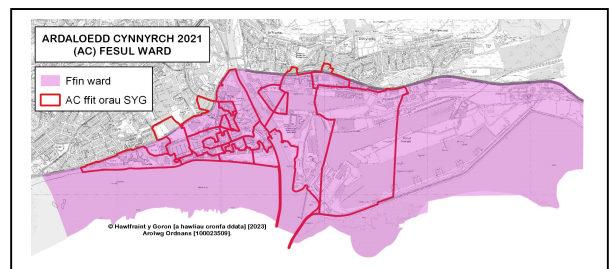 ARDALOEDD CYNNYRCH 2021
(AC) FESUL WARD
Ffin ward
AC ffit orau SYG
© Hawlfraint y Goron [a hawliau cronfa ddata] [2023]
Arolwg Ordnans [100023509].